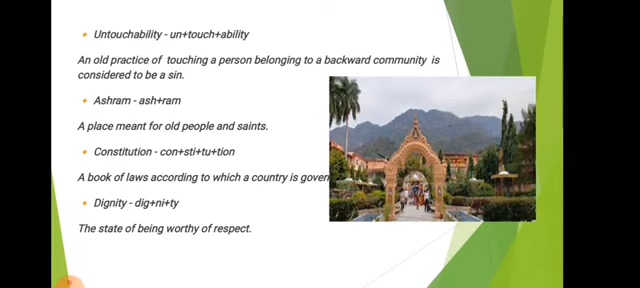 Untouchability - un+touch+ability
An old practice of touching a person belonging to a backward community is
considered to be a sin.
Ashram - ash+ram
A place meant for old people and saints.
Constitution - con+sti+tu+tion
A book of laws according to which a country is gover
Dignity - dig+ni+ty
The state of being worthy of respect.